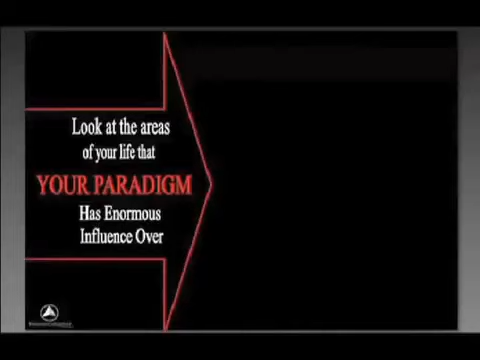 Look at the areas
of your life that
YOUR PARADIGM
Has Enormous
Influence Over